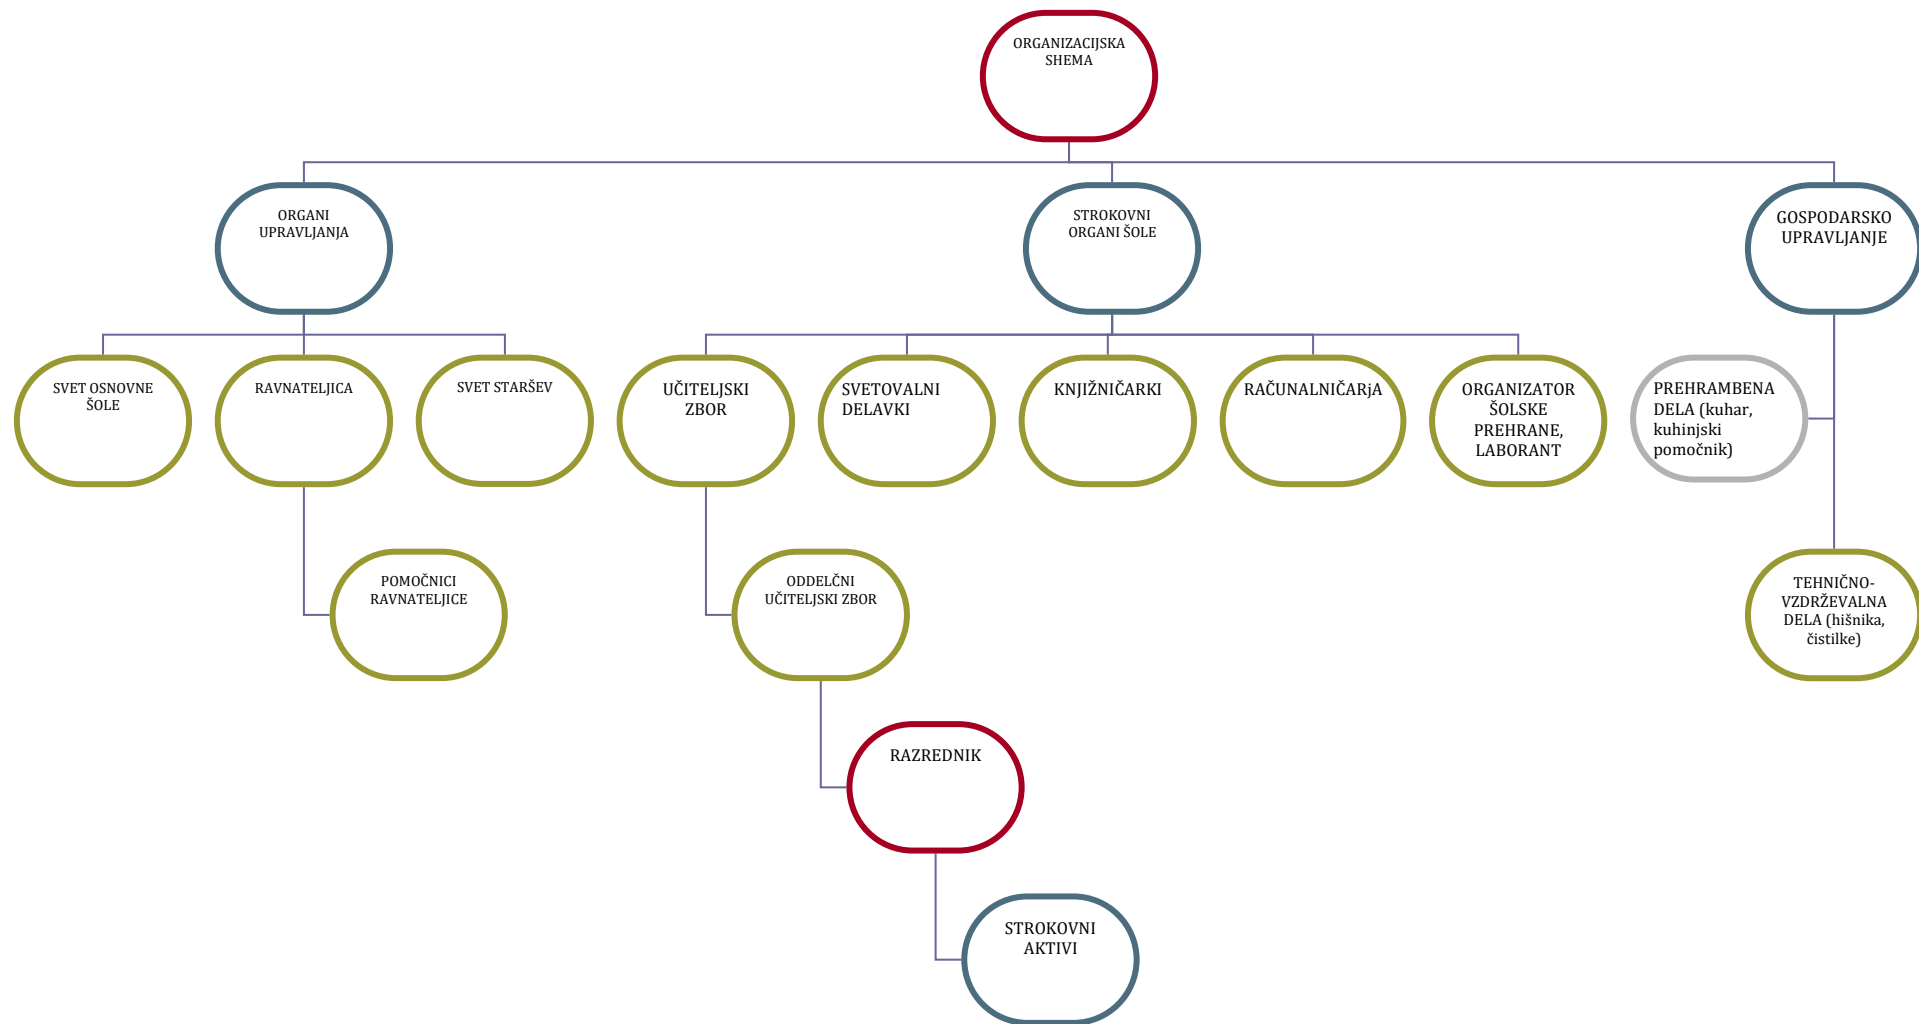 ORGANIZACIJSKA
SHEMA
ORGANI
UPRAVLJANJA
STROKOVNI
ORGANI ŠOLE
GOSPODARSKO
UPRAVLJANJE
SVET OSNOVNE
ŠOLE
RAVNATELJICA
SVET STARŠEV
UČITELJSKI
ZBOR
SVETOVALNI
DELAVKI
KNJIŽNIČARKI
RAČUNALNIČARjA
ORGANIZATOR
ŠOLSKE
PREHRANE,
LABORANT
PREHRAMBENA
DELA (kuhar,
kuhinjski
pomočnik)
POMOČNICI
RAVNATELJICE
ODDELČNI
UČITELJSKI ZBOR
TEHNIČNO-
VZDRŽEVALNA
DELA (hišnika,
čistilke)
RAZREDNIK
STROKOVNI
AKTIVI